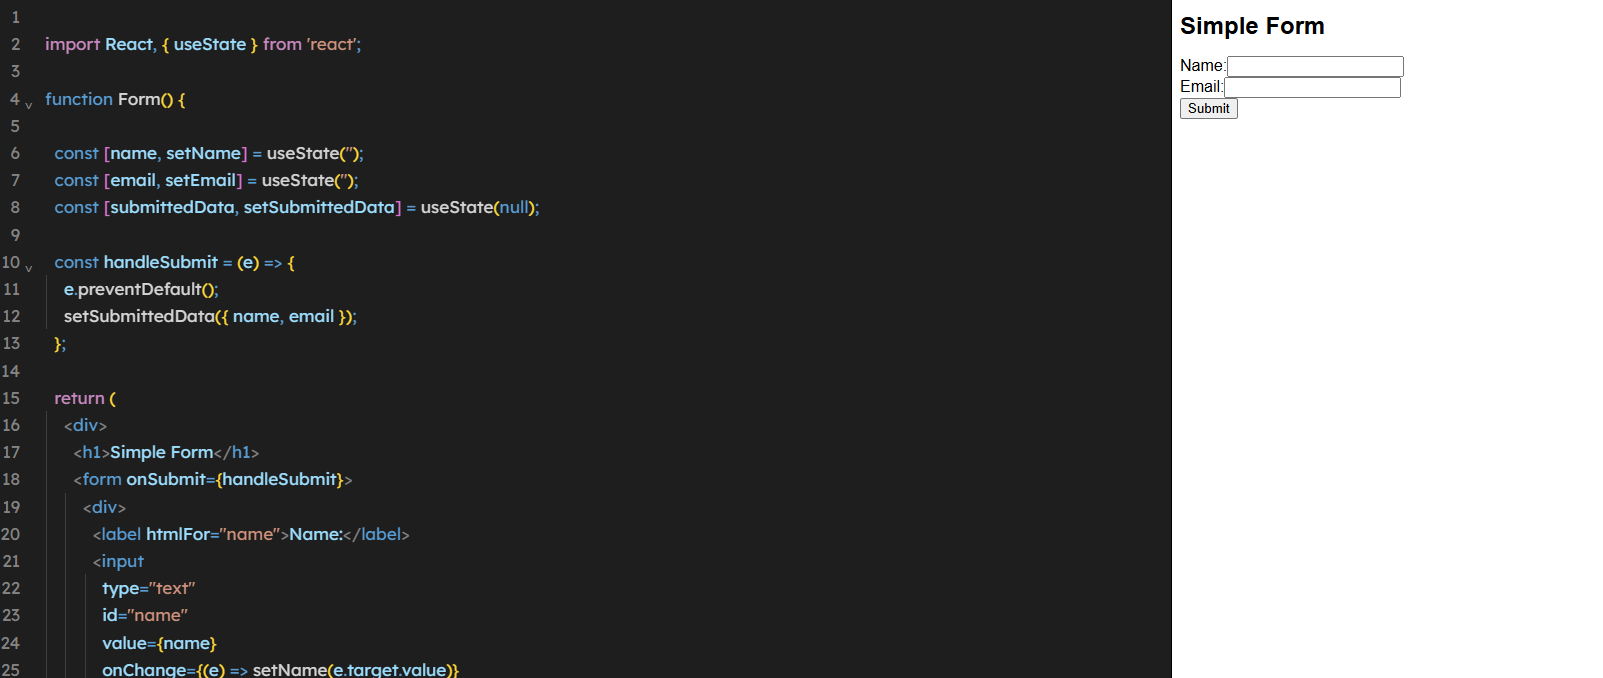 1
2 import React, { useState } from 'react';
3
4 function Form() {
5
6 const [name, setName] = useState('');
7 const [email, setEmail] = useState('');
8 const [submittedData, setSubmittedData] = useState(null);
9
10 const handleSubmit = (e) => {
11 e.preventDefault();
12 setSubmittedData({ name, email });
13 };
14
15 return (
16 <div>
17 <h1>Simple Form</h1>
18 <form onSubmit={handleSubmit}>
19 <div>
20 <label htmlFor="name">Name:</label>
21 <input
22 type="text"
23 id="name"
24 value={name}
25 onChange={(e) => setName(e.target.value)}
Simple Form
Name:
Email:
Submit